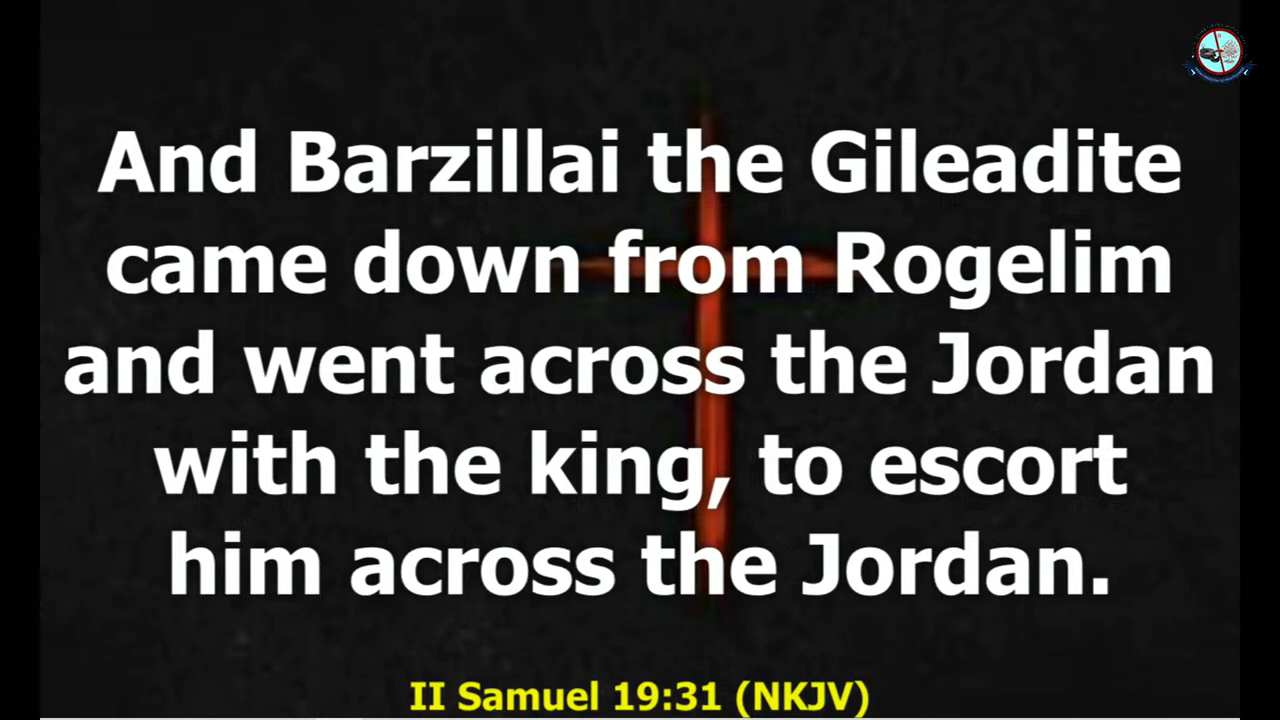 And Barzillai the Gileadite
came down from Rogelim
and went across the Jordan
with the king, to escort
him across the Jordan.
II Samuel 19:31 (NKJV)